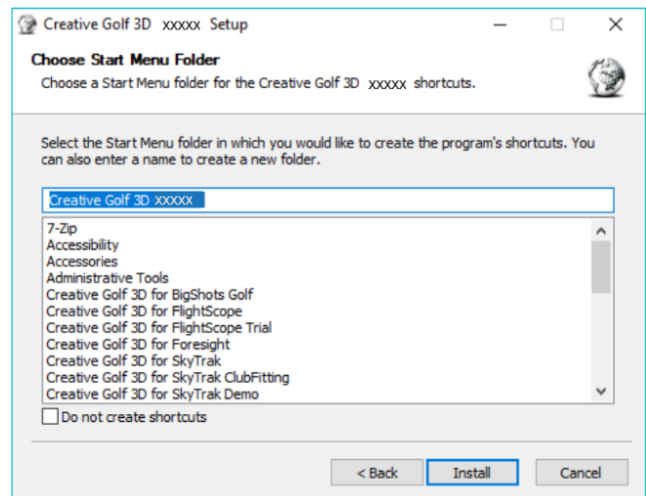 Creative Golf 3D xxxxx Setup
Choose Start Menu Folder
Choose a Start Menu folder for the Creative Golf 3D xxxxx shortcuts.
Select the Start Menu folder in which you would like to create the program's shortcuts. You
can also enter a name to create a new folder.
Creative Golf 3D xxxxx
7-Zip
Accessibility
Accessories
Administrative Tools
Creative Golf 3D for BigShots Golf
Creative Golf 3D for FlightScope
Creative Golf 3D for FlightScope Trial
Creative Golf 3D for Foresight
Creative Golf 3D for SkyTrak
Creative Golf 3D for SkyTrak ClubFitting
Creative Golf 3D for SkyTrak Demo
Do not create shortcuts
< Back Install Cancel